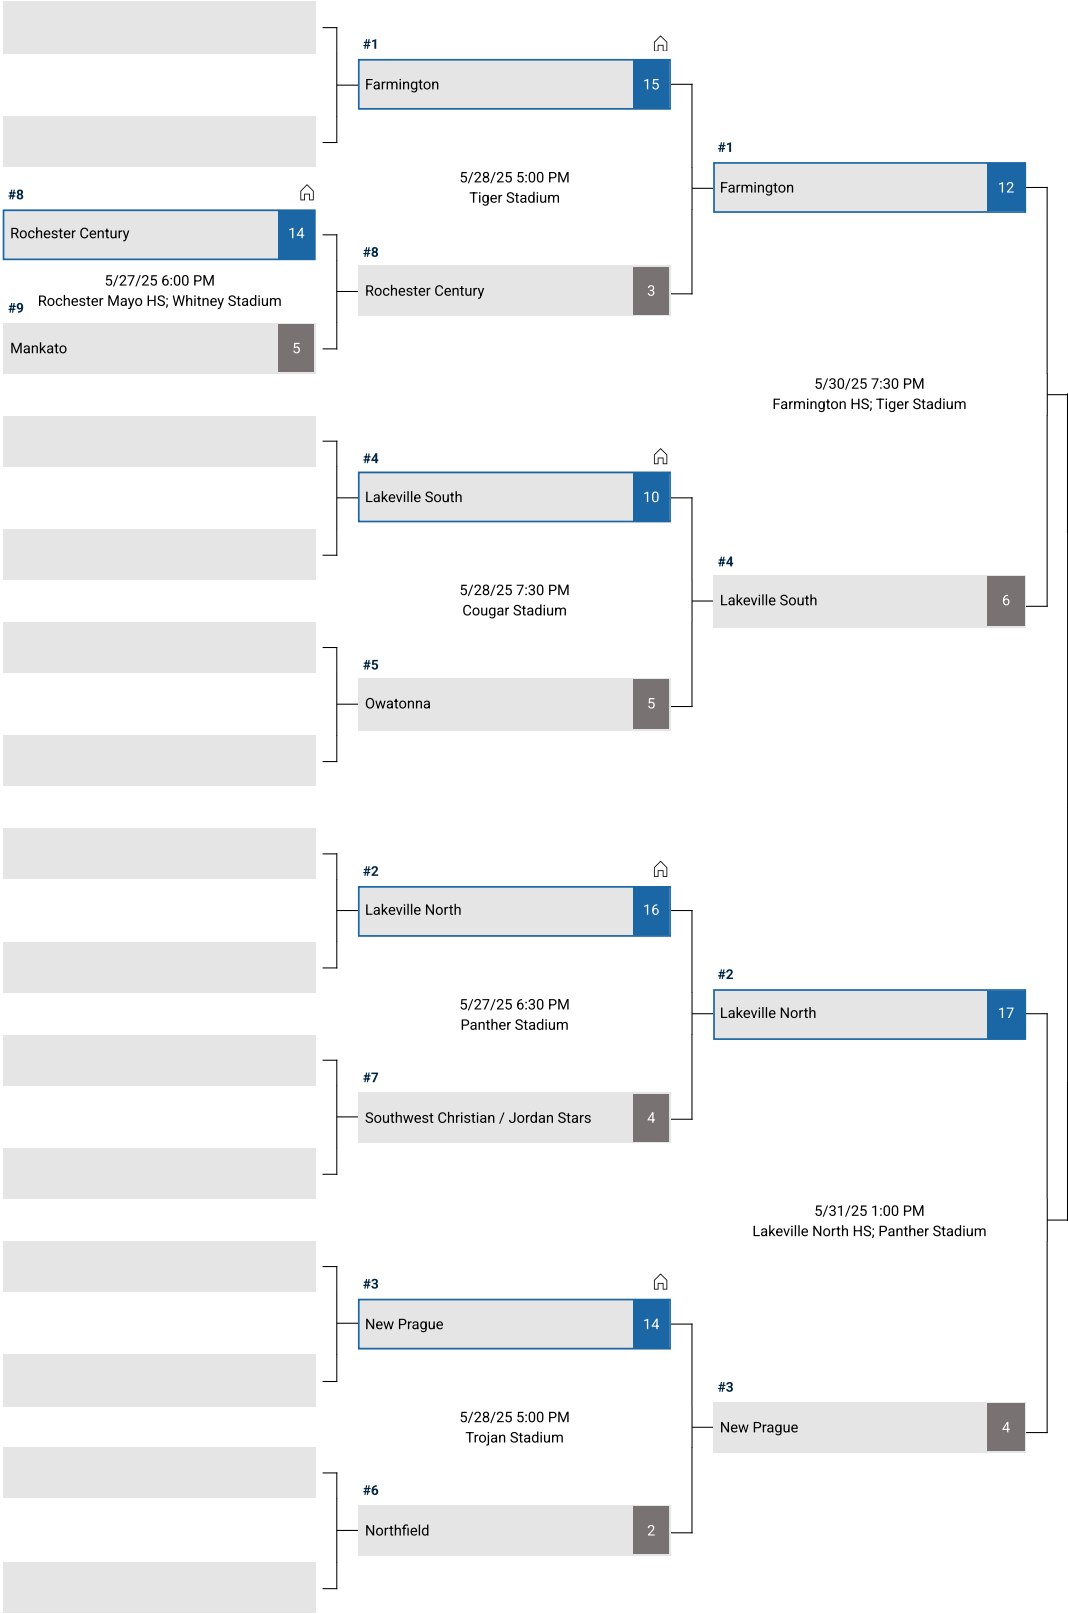 #1
Farmington
15
5/28/25 5:00 PM
Tiger Stadium
#8
Rochester Century
14
5/27/25 6:00 PM
Rochester Mayo HS; Whitney Stadium
#9
Mankato
5
#8
Rochester Century
3
#1
Farmington
12
5/30/25 7:30 PM
Farmington HS; Tiger Stadium
#4
Lakeville South
10
5/28/25 7:30 PM
Cougar Stadium
#5
Owatonna
5
#4
Lakeville South
6
#2
Lakeville North
16
5/27/25 6:30 PM
Panther Stadium
#7
Southwest Christian / Jordan Stars
4
#2
Lakeville North
17
5/31/25 1:00 PM
Lakeville North HS; Panther Stadium
#3
New Prague
14
5/28/25 5:00 PM
Trojan Stadium
#6
Northfield
2
#3
New Prague
4